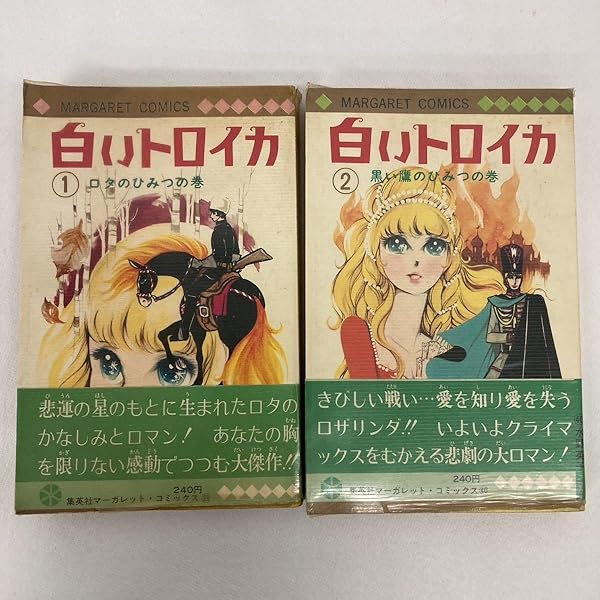 MARGARET COMICS
白いトロイカ
① ロタのひみつの巻
悲運の星のもとに生まれたロタの
かなしみとロマン! あなたの胸
を限りない感動でつつむ大傑作!!
240円
集英社マーガレット・コミックス
MARGARET COMICS
白いトロイカ
② 黒い鷹のひみつの巻
きびしい戦い…愛を知り愛を失う
ロザリンダ!! いよいよクライマ
ックスをむかえる悲劇の大ロマン!
240円
集英社マーガレット・コミックス